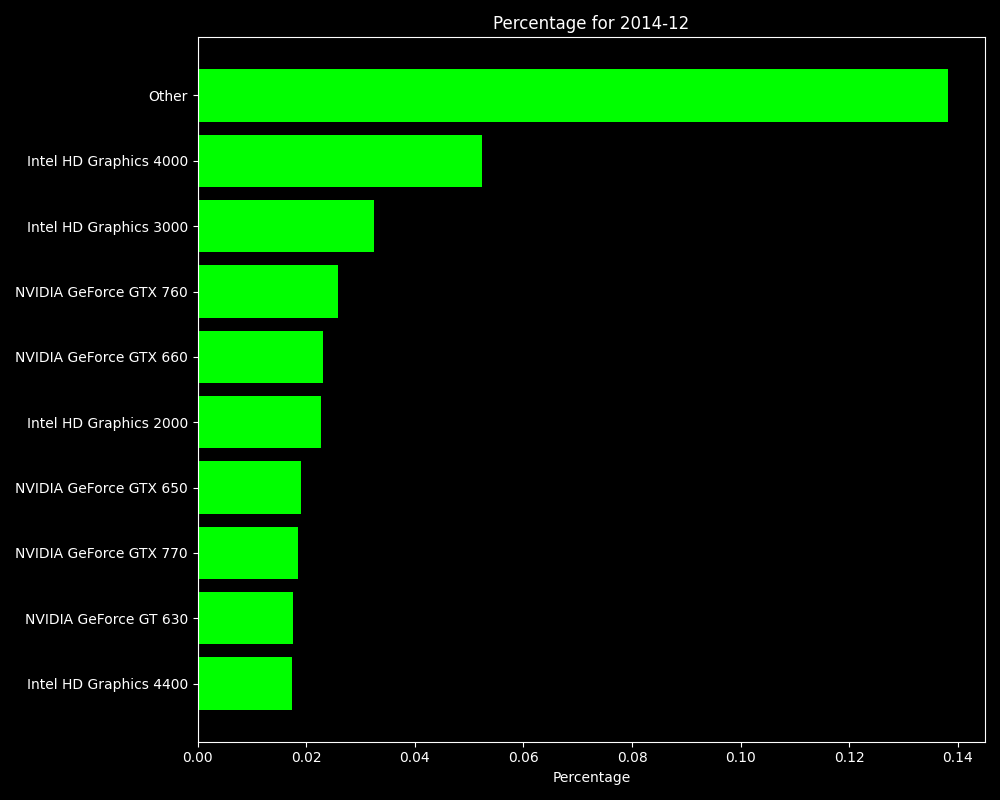 Percentage for 2014-12
Other
Intel HD Graphics 4000
Intel HD Graphics 3000
NVIDIA GeForce GTX 760
NVIDIA GeForce GTX 660
Intel HD Graphics 2000
NVIDIA GeForce GTX 650
NVIDIA GeForce GTX 770
NVIDIA GeForce GT 630
Intel HD Graphics 4400
0.00 0.02 0.04 0.06 0.08 0.10 0.12 0.14
Percentage